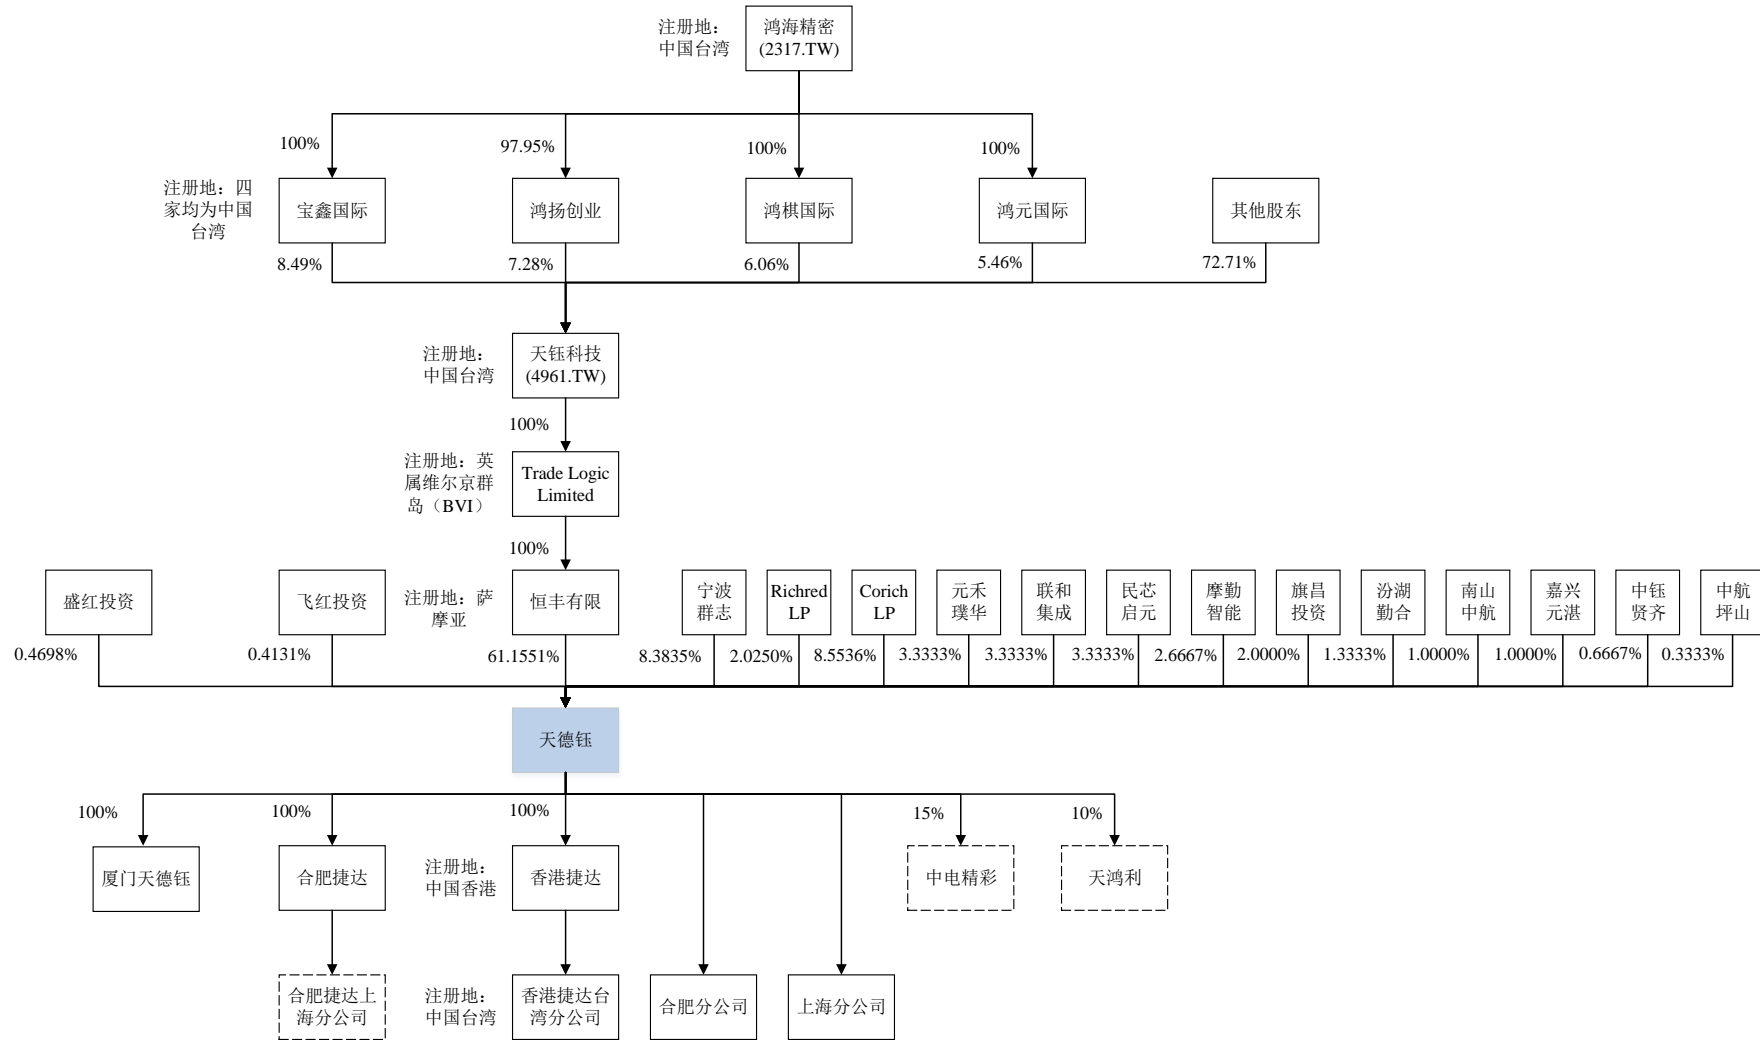 注册地：
中国台湾
鸿海精密
(2317.TW)
100%
97.95%
100%
100%
注册地：四
家均为中国
台湾
宝鑫国际
鸿扬创业
鸿棋国际
鸿元国际
其他股东
8.49%
7.28%
6.06%
5.46%
72.71%
注册地：
中国台湾
天钰科技
(4961.TW)
100%
注册地：英
属维尔京群
岛（BVI）
Trade Logic
Limited
100%
盛红投资
飞红投资
注册地：萨
摩亚
恒丰有限
宁波
群志
Richred
LP
Corich
LP
元禾
璞华
联和
集成
民芯
启元
摩勤
智能
旗昌
投资
汾湖
勤合
南山
中航
嘉兴
元湛
中钰
贤齐
中航
坪山
0.4698%
0.4131%
61.1551%
8.3835%
2.0250%
8.5536%
3.3333%
3.3333%
3.3333%
2.6667%
2.0000%
1.3333%
1.0000%
1.0000%
0.6667%
0.3333%
天德钰
100%
100%
100%
15%
10%
厦门天德钰
合肥捷达
注册地：
中国香港
香港捷达
中电精彩
天鸿利
合肥捷达上
海分公司
注册地：
中国台湾
香港捷达台
湾分公司
合肥分公司
上海分公司